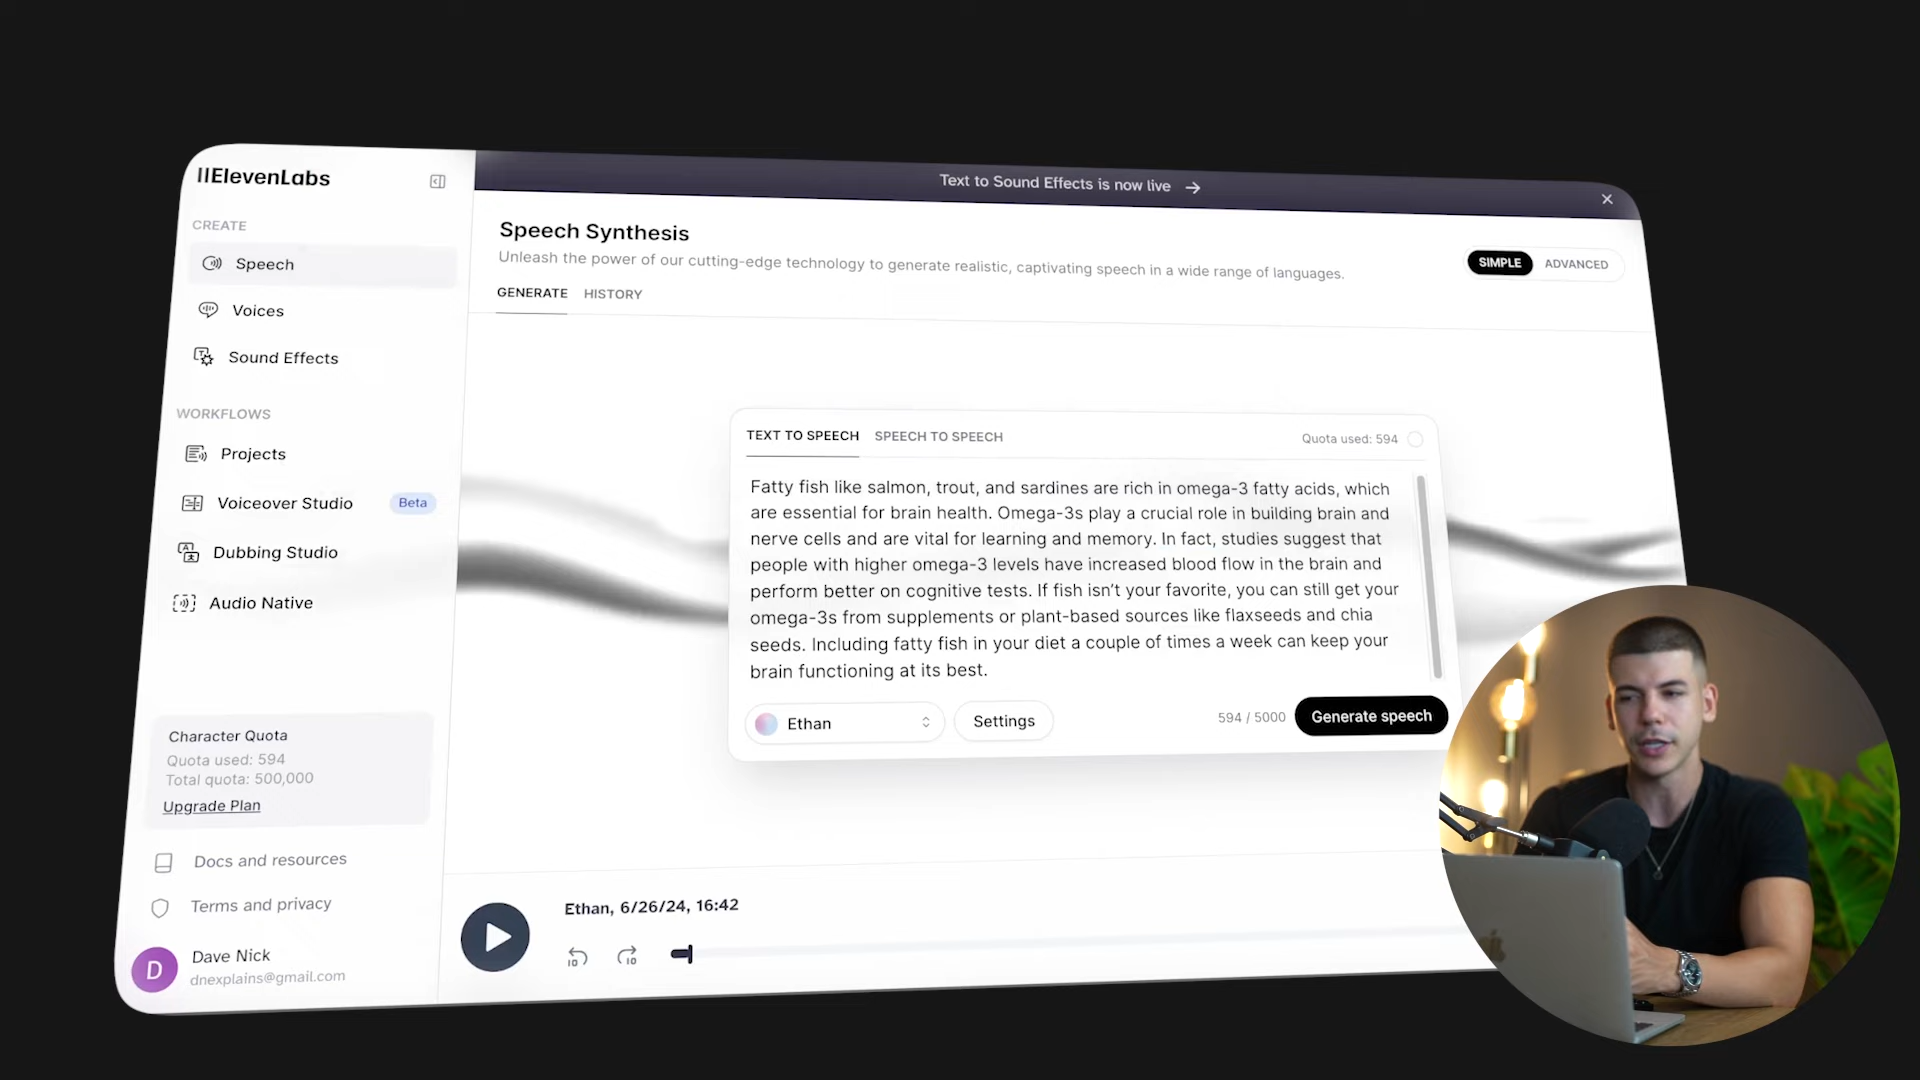 IIElevenLabs
CREATE
Speech
Voices
Sound Effects
WORKFLOWS
Projects
Voiceover Studio Beta
Dubbing Studio
Audio Native
Character Quota
Quota used: 594
Total quota: 500,000
Upgrade Plan
Docs and resources
Terms and privacy
D
Dave Nick
dnexplains@gmail.com
Text to Sound Effects is now live →
Speech Synthesis
Unleash the power of our cutting-edge technology to generate realistic, captivating speech in a wide range of languages.
SIMPLE ADVANCED
GENERATE HISTORY
TEXT TO SPEECH SPEECH TO SPEECH Quota used: 594
Fatty fish like salmon, trout, and sardines are rich in omega-3 fatty acids, which
are essential for brain health. Omega-3s play a crucial role in building brain and
nerve cells and are vital for learning and memory. In fact, studies suggest that
people with higher omega-3 levels have increased blood flow in the brain and
perform better on cognitive tests. If fish isn’t your favorite, you can still get your
omega-3s from supplements or plant-based sources like flaxseeds and chia
seeds. Including fatty fish in your diet a couple of times a week can keep your
brain functioning at its best.
Ethan Settings 594 / 5000 Generate speech
Ethan, 6/26/24, 16:42
10 10